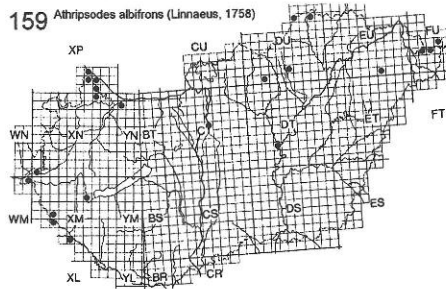 159 Athripsodes albifrons (Linnaeus, 1758)
XP CU DU EU FU
WN XN YN BT CT DT ET FT
WM XM YM BS CS DS ES
XL YL BR CR